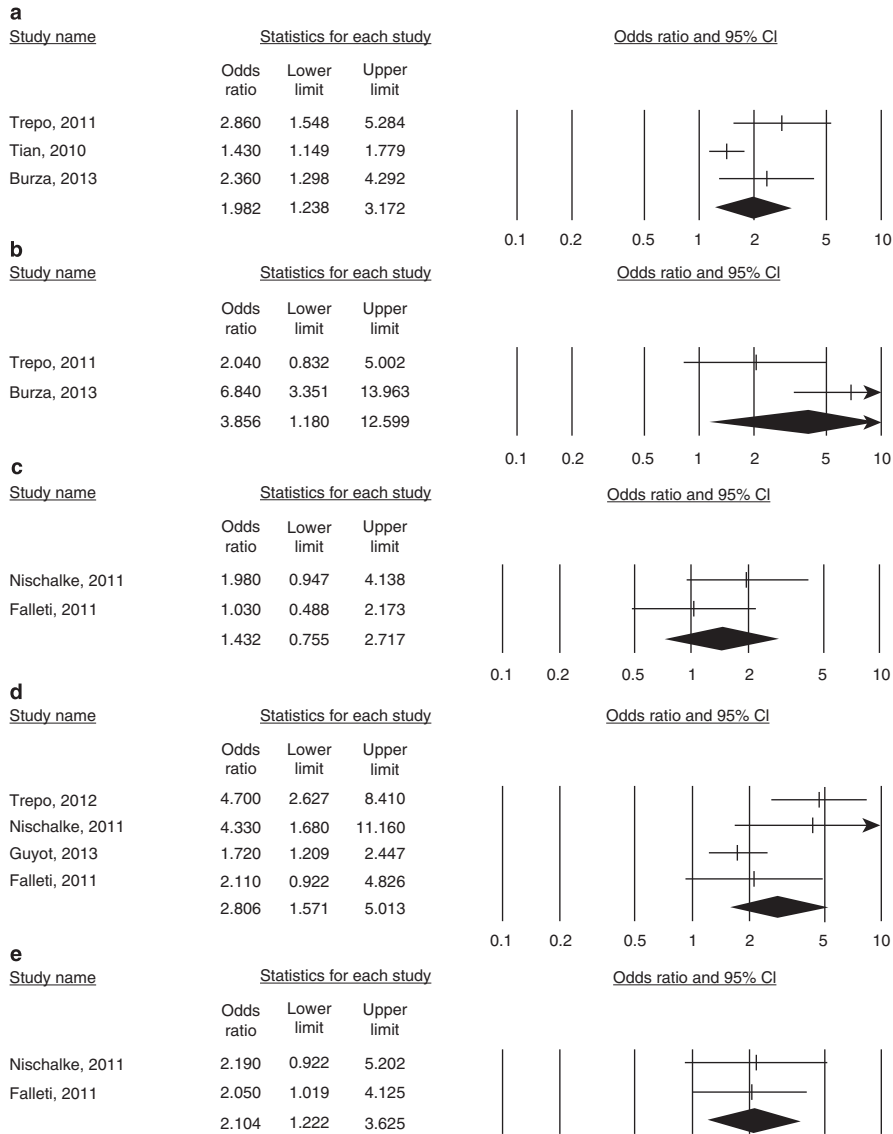 a
Study name Statistics for each study Odds ratio and 95% CI
Odds Lower Upper
ratio limit limit
Trepo, 2011 2.860 1.548 5.284
Tian, 2010 1.430 1.149 1.779
Burza, 2013 2.360 1.298 4.292
1.982 1.238 3.172
0.1 0.2 0.5 1 2 5 10
b
Study name Statistics for each study Odds ratio and 95% CI
Odds Lower Upper
ratio limit limit
Trepo, 2011 2.040 0.832 5.002
Burza, 2013 6.840 3.351 13.963
3.856 1.180 12.599
0.1 0.2 0.5 1 2 5 10
c
Study name Statistics for each study Odds ratio and 95% CI
Odds Lower Upper
ratio limit limit
Nischalke, 2011 1.980 0.947 4.138
Falleti, 2011 1.030 0.488 2.173
1.432 0.755 2.717
0.1 0.2 0.5 1 2 5 10
d
Study name Statistics for each study Odds ratio and 95% CI
Odds Lower Upper
ratio limit limit
Trepo, 2012 4.700 2.627 8.410
Nischalke, 2011 4.330 1.680 11.160
Guyot, 2013 1.720 1.209 2.447
Falleti, 2011 2.110 0.922 4.826
2.806 1.571 5.013
0.1 0.2 0.5 1 2 5 10
e
Study name Statistics for each study Odds ratio and 95% CI
Odds Lower Upper
ratio limit limit
Nischalke, 2011 2.190 0.922 5.202
Falleti, 2011 2.050 1.019 4.125
2.104 1.222 3.625